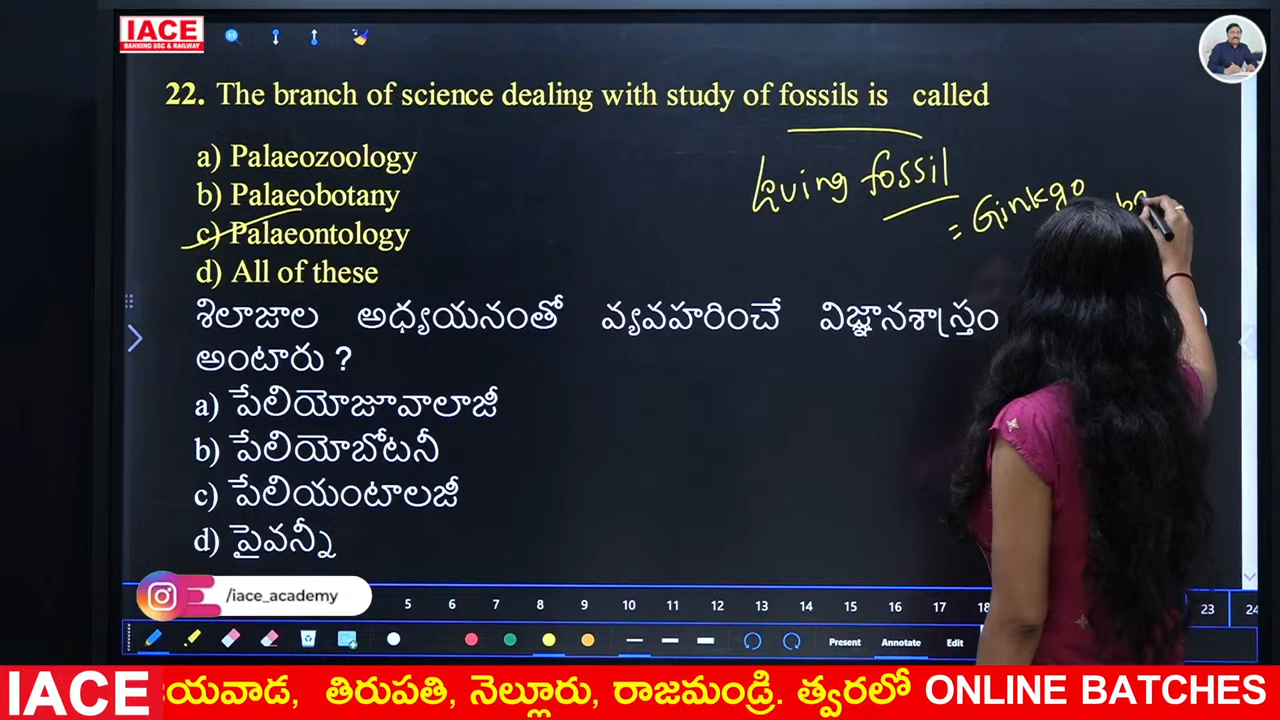 IACE
BANKING SSC & RAILWAY
22. The branch of science dealing with study of fossils is called
a) Palaeozoology
b) Palaeobotany
c) Palaeontology
d) All of these
Living fossil
= Ginkgo
శిలాజాల అధ్యయనంతో వ్యవహరించే విజ్ఞానశాస్త్రం
అంటారు ?
a) పేలియోజూవాలాజీ
b) పేలియోబోటనీ
c) పేలియంటాలజీ
d) పైవన్నీ
/iace_academy
5 6 7 8 9 10 11 12 13 14 15 16 17 18 23 24
Present Annotate Edit
IACE యవాడ, తిరుపతి, నెల్లూరు, రాజమండ్రి. త్వరలో ONLINE BATCHES